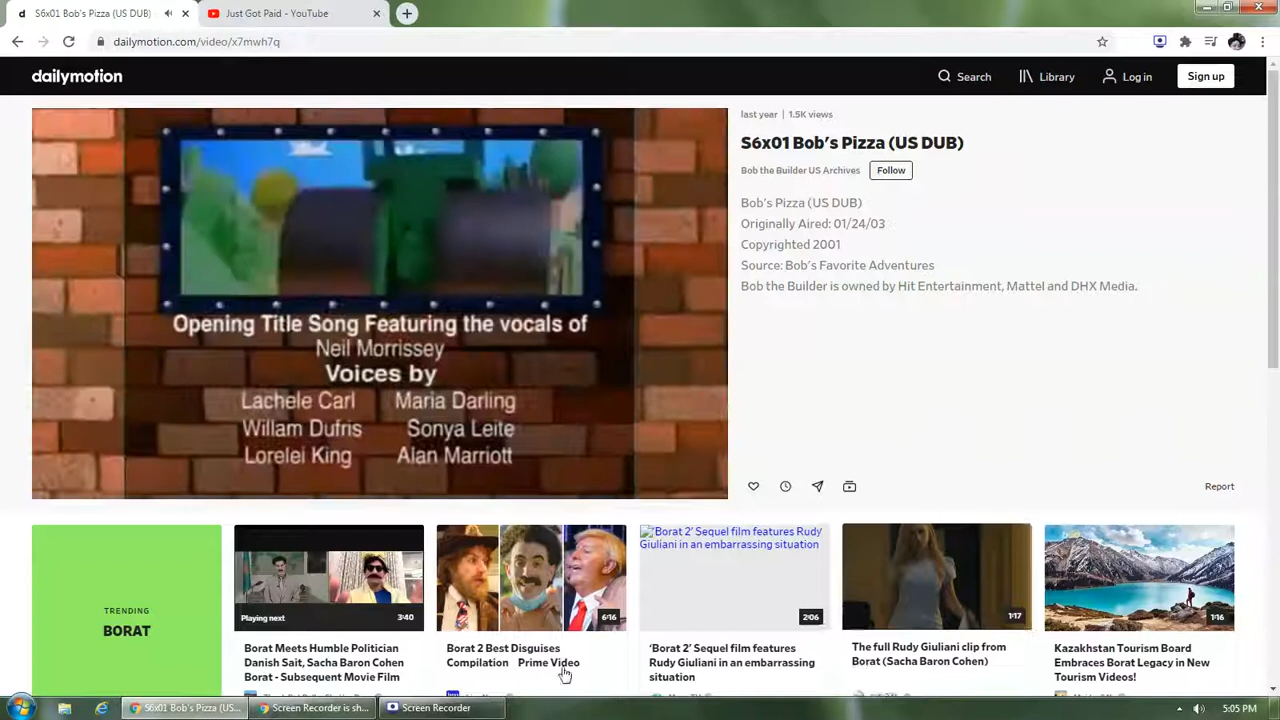 S6x01 Bob's Pizza (US DUB)
Just Got Paid - YouTube
dailymotion.com/video/x7mwh7q
dailymotion
Search
Library
Log in
Sign up
last year | 1.5K views
S6x01 Bob's Pizza (US DUB)
Bob the Builder US Archives Follow
Bob's Pizza (US DUB)
Originally Aired: 01/24/03
Copyrighted 2001
Source: Bob's Favorite Adventures
Bob the Builder is owned by Hit Entertainment, Mattel and DHX Media.
Opening Title Song Featuring the vocals of
Neil Morrissey
Voices by
Lachele Carl Maria Darling
Willam Dufris Sonya Leite
Lorelei King Alan Marriott
Report
TRENDING
BORAT
Playing next 3:40
Borat Meets Humble Politician
Danish Sait, Sacha Baron Cohen
Borat - Subsequent Movie Film
6:16
Borat 2 Best Disguises
Compilation Prime Video
'Borat 2' Sequel film features Rudy
Giuliani in an embarrassing situation
2:06
'Borat 2' Sequel film features
Rudy Giuliani in an embarrassing
situation
1:17
The full Rudy Giuliani clip from
Borat (Sacha Baron Cohen)
1:16
Kazakhstan Tourism Board
Embraces Borat Legacy in New
Tourism Videos!
S6x01 Bob's Pizza (US...
Screen Recorder is sh...
Screen Recorder
5:05 PM